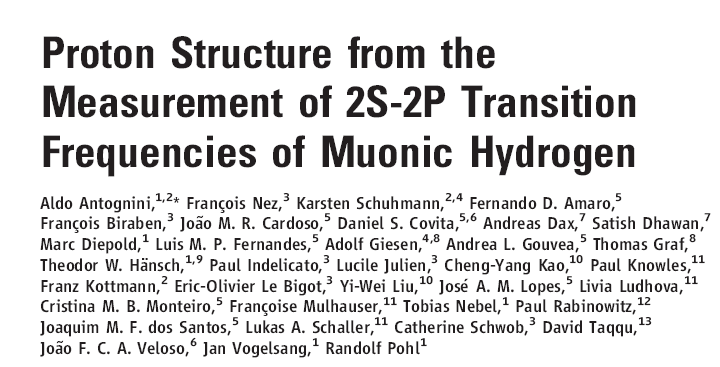 Proton Structure from the
Measurement of 2S-2P Transition
Frequencies of Muonic Hydrogen
Aldo Antognini,1,2* François Nez,3 Karsten Schuhmann,2,4 Fernando D. Amaro,5
François Biraben,3 João M. R. Cardoso,5 Daniel S. Covita,5,6 Andreas Dax,7 Satish Dhawan,7
Marc Diepold,1 Luis M. P. Fernandes,5 Adolf Giesen,4,8 Andrea L. Gouvea,5 Thomas Graf,8
Theodor W. Hänsch,1,9 Paul Indelicato,3 Lucile Julien,3 Cheng-Yang Kao,10 Paul Knowles,11
Franz Kottmann,2 Eric-Olivier Le Bigot,3 Yi-Wei Liu,10 José A. M. Lopes,5 Livia Ludhova,11
Cristina M. B. Monteiro,5 Françoise Mulhauser,11 Tobias Nebel,1 Paul Rabinowitz,12
Joaquim M. F. dos Santos,5 Lukas A. Schaller,11 Catherine Schwob,3 David Taqqu,13
João F. C. A. Veloso,6 Jan Vogelsang,1 Randolf Pohl1